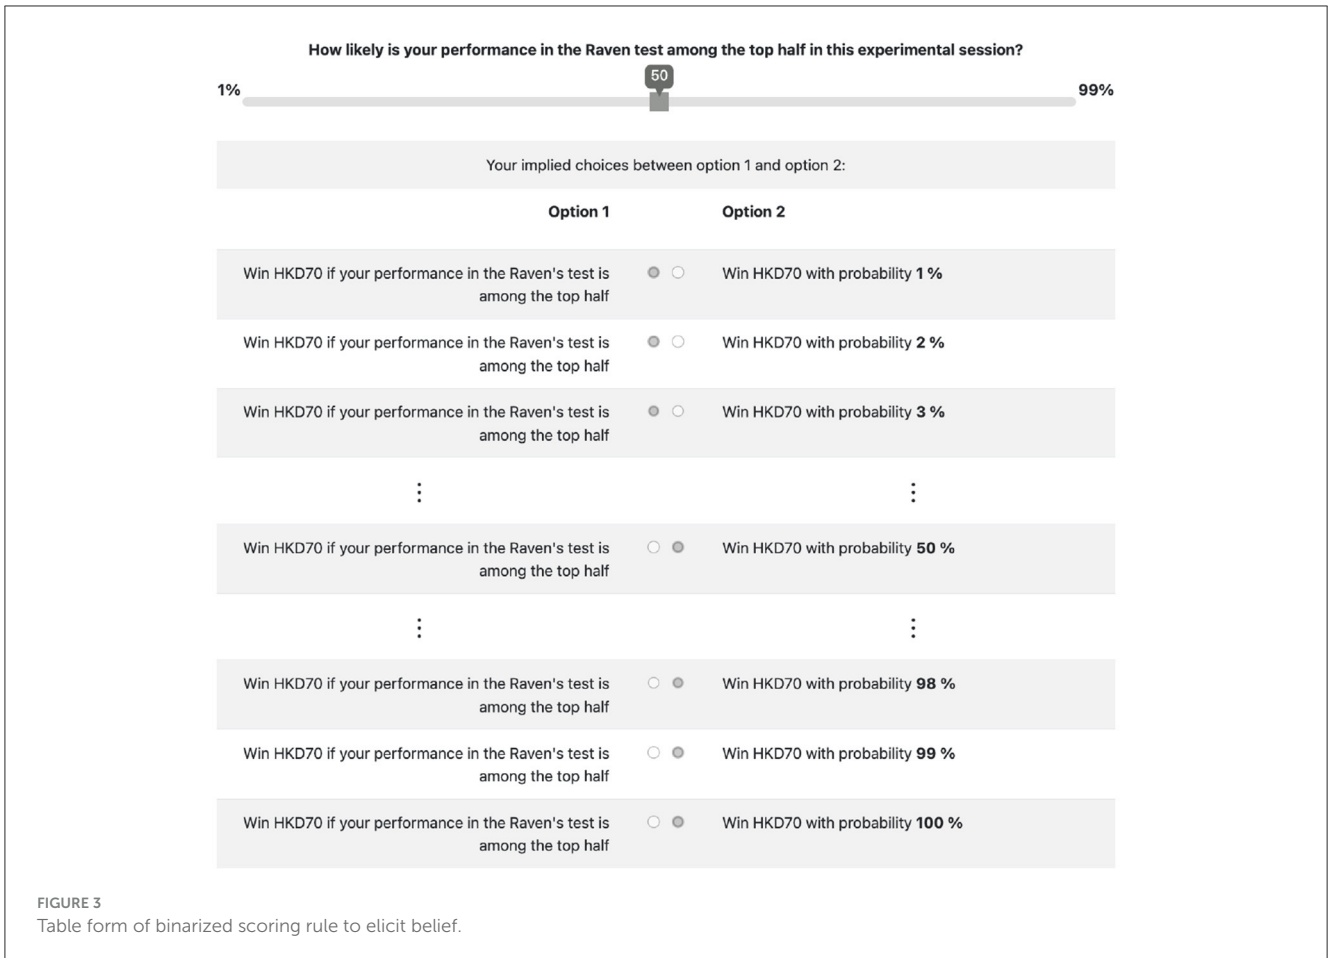 How likely is your performance in the Raven test among the top half in this experimental session?
50
1%
99%
Your implied choices between option 1 and option 2:
Option 1
Option 2
Win HKD70 if your performance in the Raven's test is
among the top half
Win HKD70 with probability 1 %
Win HKD70 if your performance in the Raven's test is
among the top half
Win HKD70 with probability 2 %
Win HKD70 if your performance in the Raven's test is
among the top half
Win HKD70 with probability 3 %
⋮
⋮
Win HKD70 if your performance in the Raven's test is
among the top half
Win HKD70 with probability 50 %
⋮
⋮
Win HKD70 if your performance in the Raven's test is
among the top half
Win HKD70 with probability 98 %
Win HKD70 if your performance in the Raven's test is
among the top half
Win HKD70 with probability 99 %
Win HKD70 if your performance in the Raven's test is
among the top half
Win HKD70 with probability 100 %
FIGURE 3
Table form of binarized scoring rule to elicit belief.